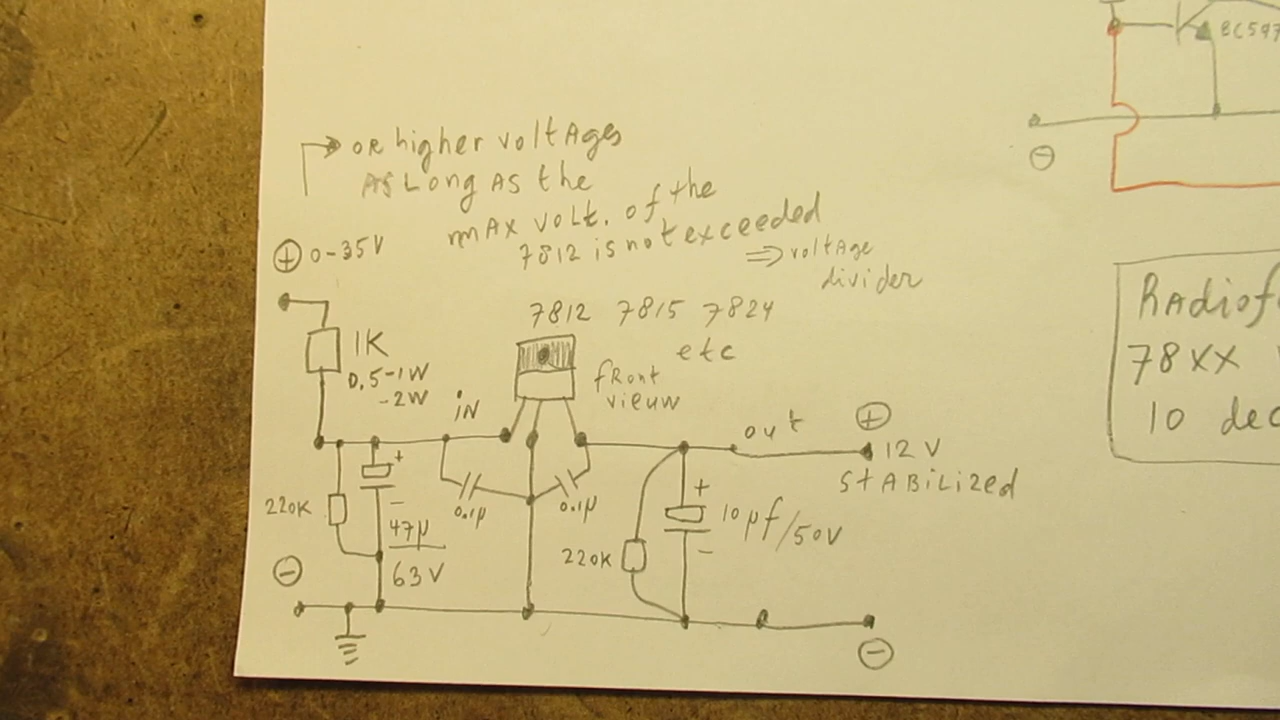 → OR higher voltAges
AS LONG AS the
mAX VOLT. of the
7812 is not exceeded
⇒ voltage
divider
⊕ 0-35V
7812 7815 7824
etc
1K
0,5-1W
-2W
fRont
vieuw
iN
out
⊕
12 V
StABiLized
+
220K
-
47µ
63V
0.1µ
0.1µ
+
10µf/50V
-
220K
⊖
⊖
BC547
⊖
RAdiof
78XX
10 dec